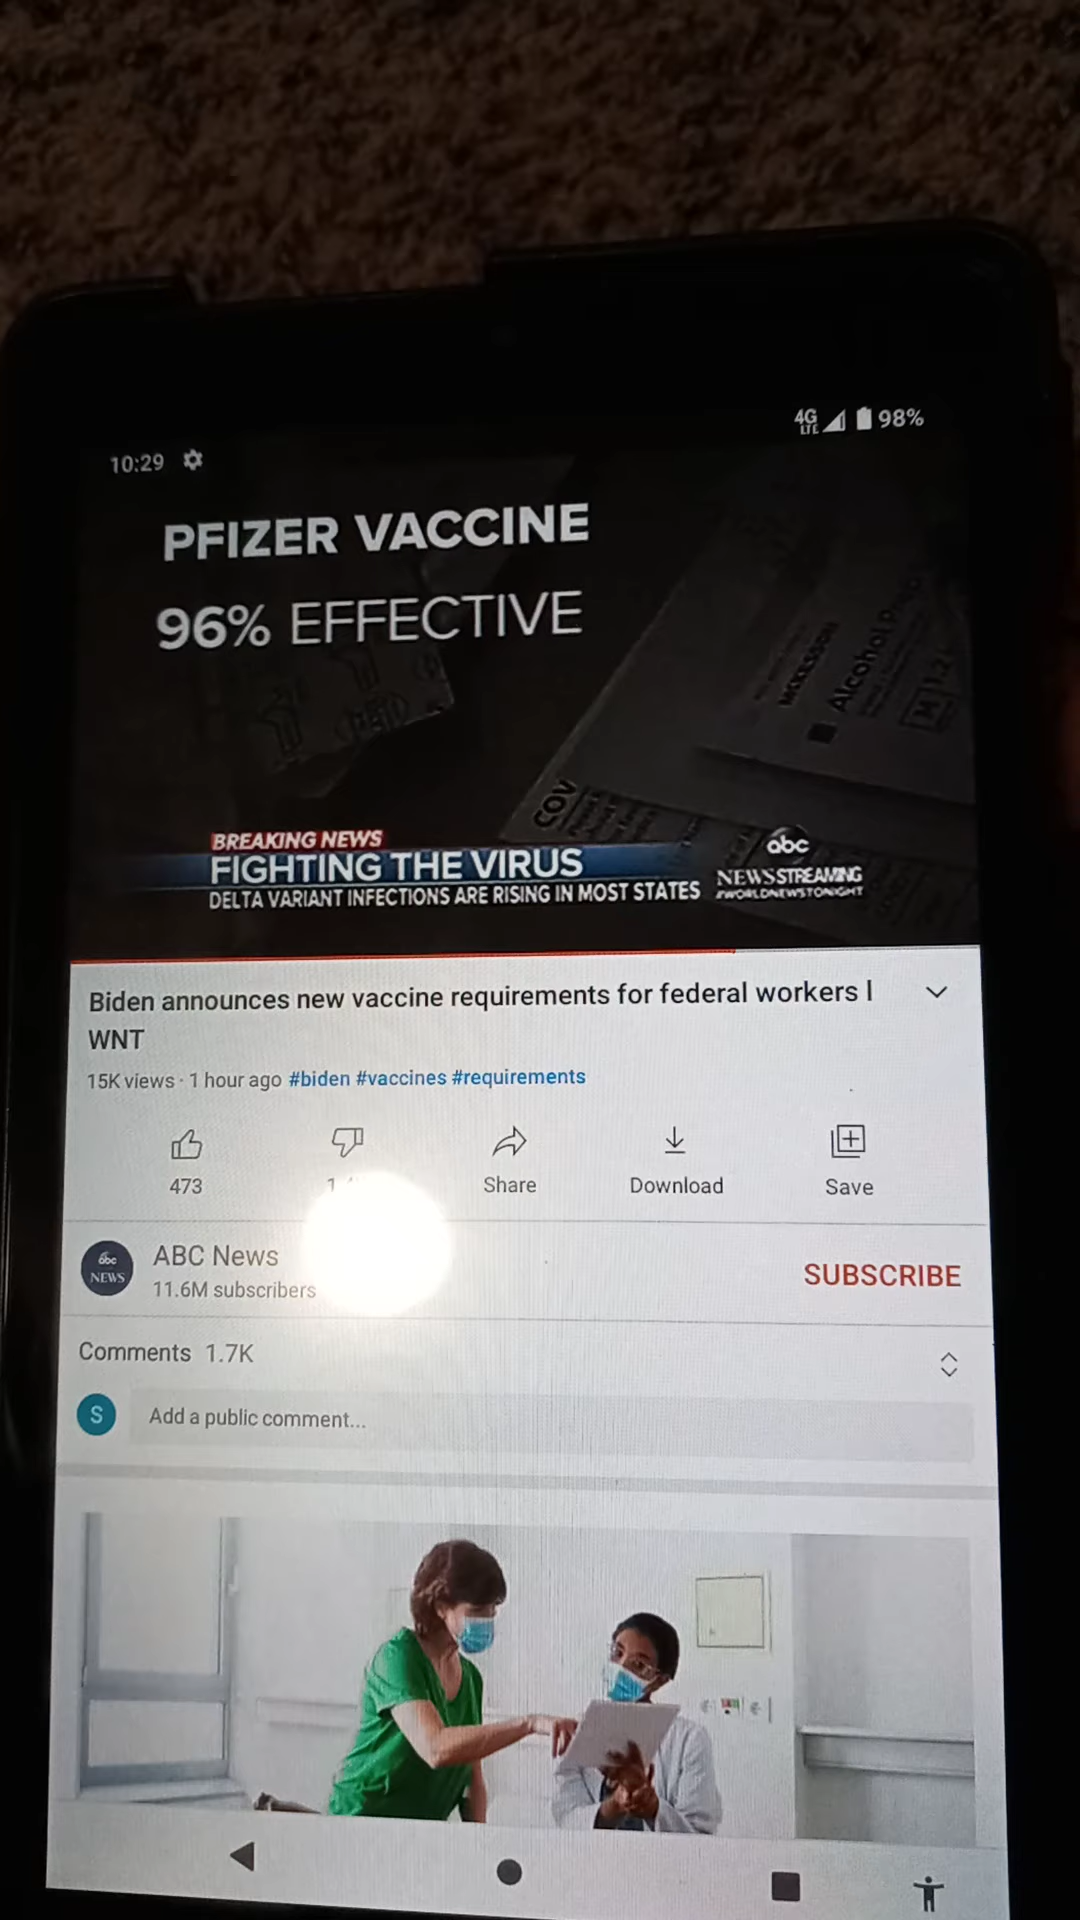 4G
LTE
98%
10:29
PFIZER VACCINE
96% EFFECTIVE
MCKESSON
Alcohol
COV
BREAKING NEWS
FIGHTING THE VIRUS
DELTA VARIANT INFECTIONS ARE RISING IN MOST STATES
abc
NEWS STREAMING
#WORLDNEWSTONIGHT
Biden announces new vaccine requirements for federal workers l
WNT
15K views · 1 hour ago #biden #vaccines #requirements
473
Share
Download
Save
abc
NEWS
ABC News
11.6M subscribers
SUBSCRIBE
Comments 1.7K
S
Add a public comment...